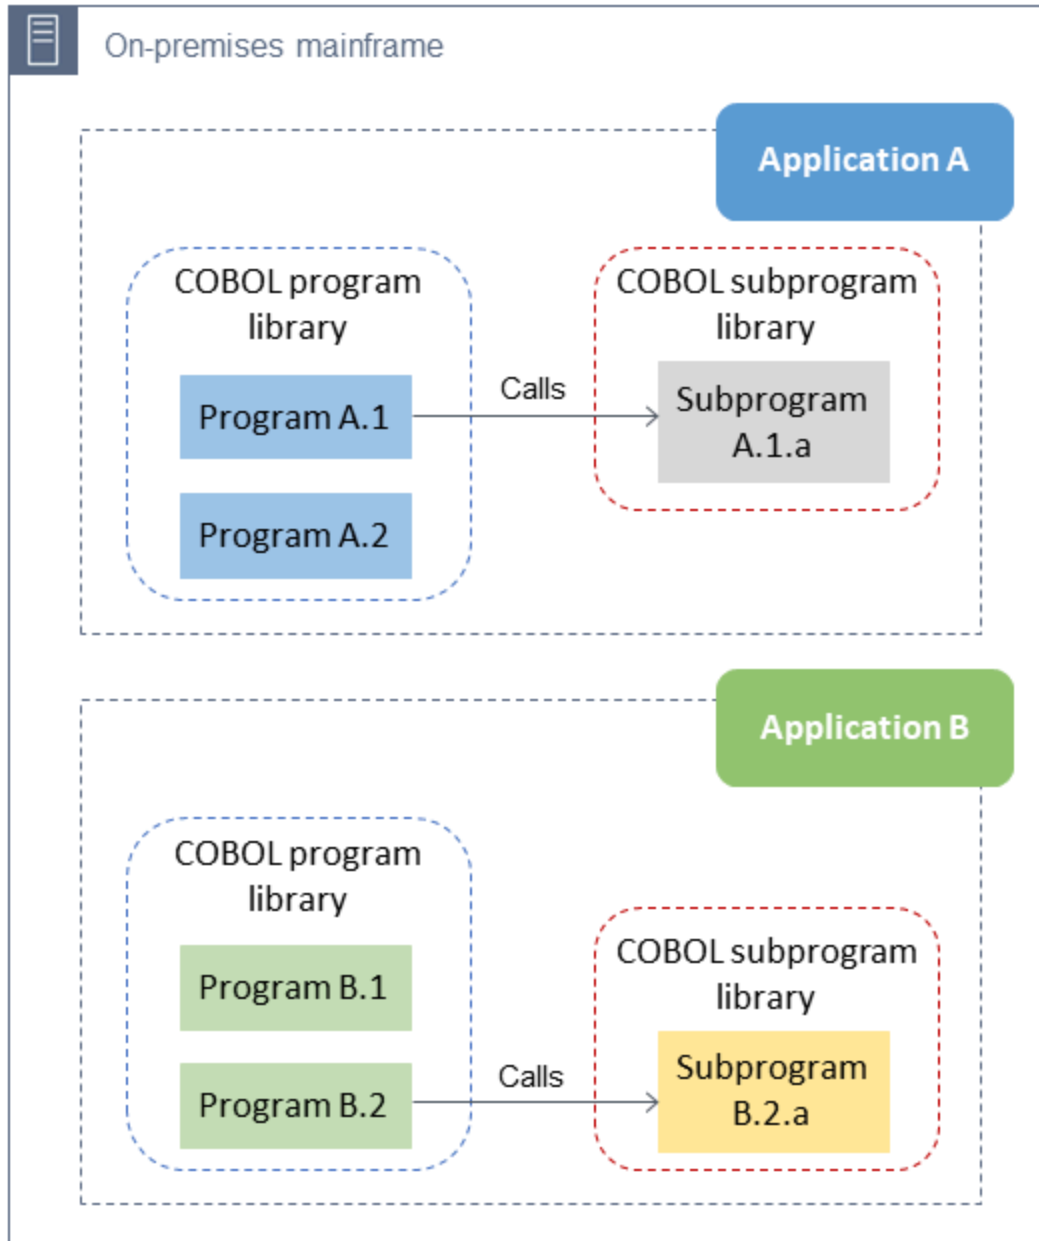 On-premises mainframe
Application A
COBOL program
library
COBOL subprogram
library
Program A.1
Calls
Subprogram
A.1.a
Program A.2
Application B
COBOL program
library
COBOL subprogram
library
Program B.1
Program B.2
Calls
Subprogram
B.2.a